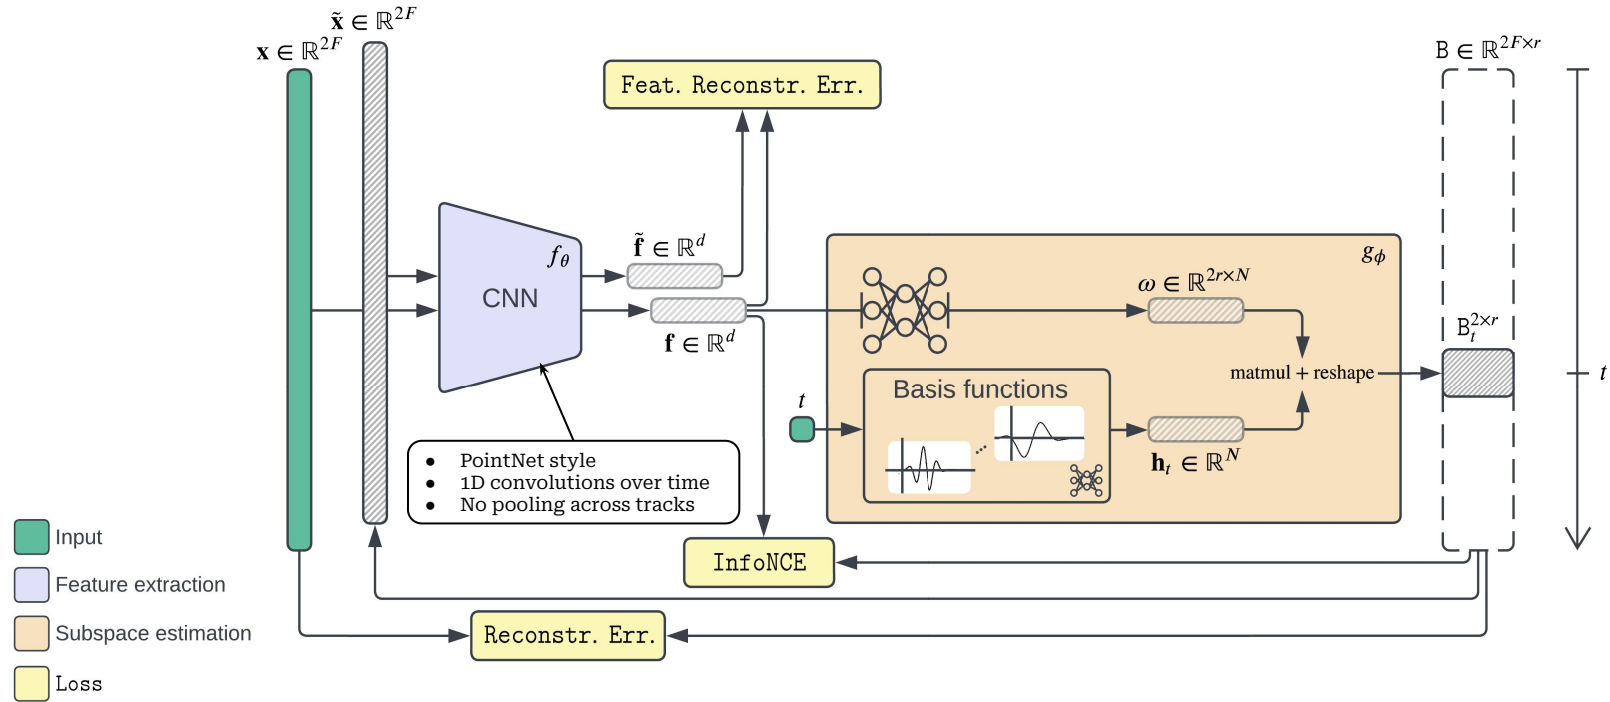 x̃ ∈ ℝ^{2F}
x ∈ ℝ^{2F}
B ∈ ℝ^{2F×r}
Feat. Reconstr. Err.
f_θ
CNN
f̃ ∈ ℝ^d
f ∈ ℝ^d
g_ϕ
ω ∈ ℝ^{2r×N}
B_t^{2×r}
matmul + reshape
t
t
Basis functions
h_t ∈ ℝ^N
● PointNet style
● 1D convolutions over time
● No pooling across tracks
InfoNCE
Reconstr. Err.
Input
Feature extraction
Subspace estimation
Loss